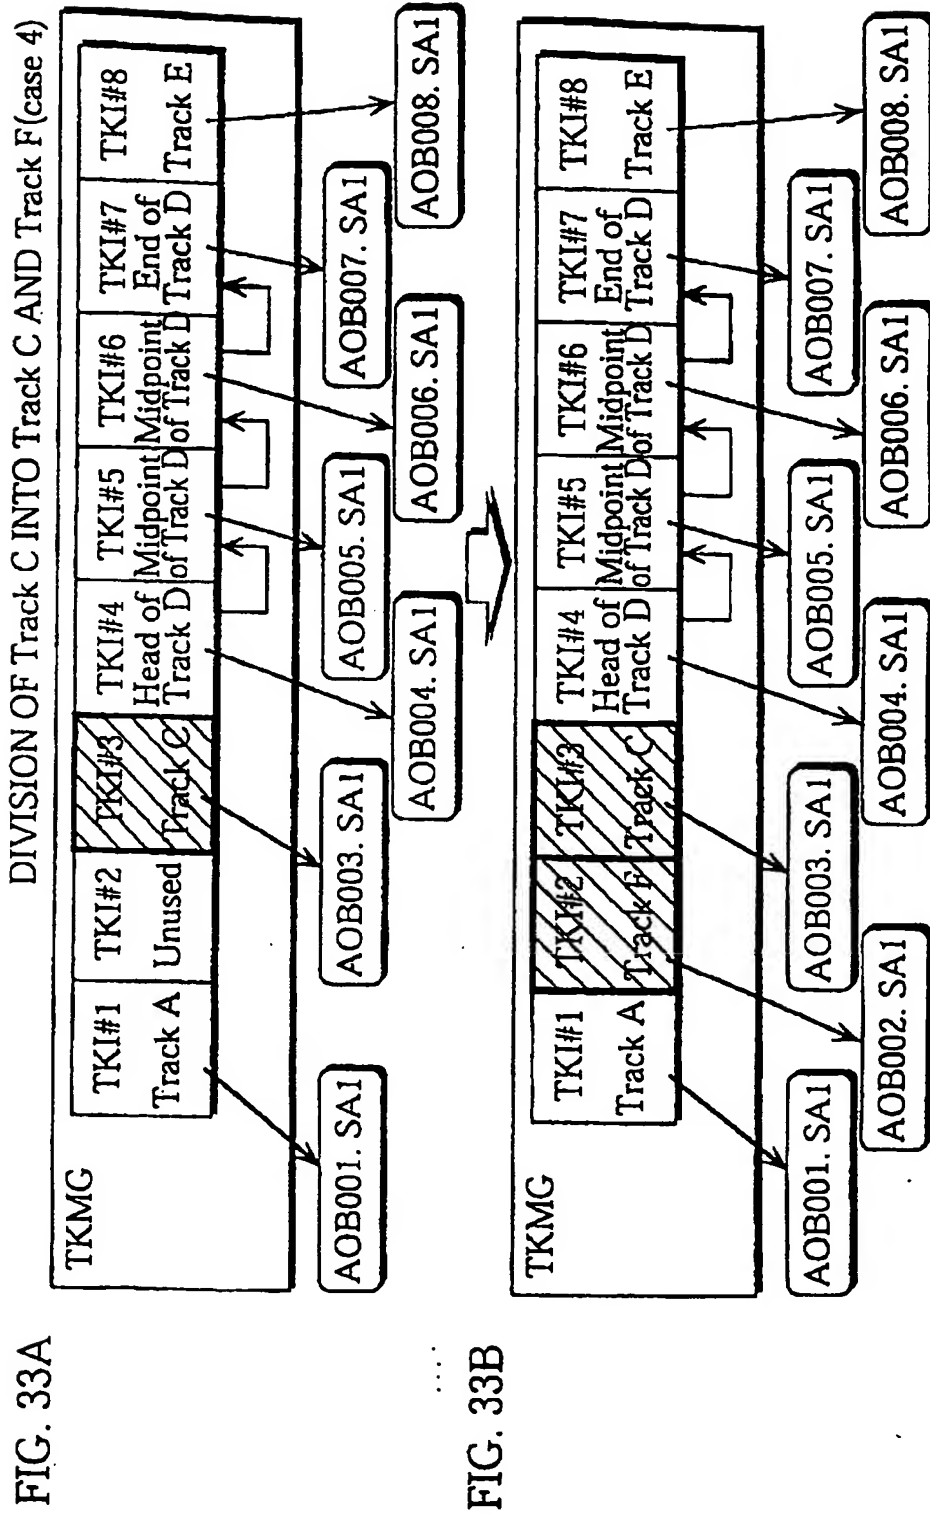 DIVISION OF Track C INTO Track C AND Track F(case 4)
FIG. 33A
TKMG
TKI#1
Track A
TKI#2
Unused
PKI#3
Track C
TKI#4
Head of
Track D
TKI#5
Midpoint
of Track D
TKI#6
Midpoint
of Track D
TKI#7
End of
Track D
TKI#8
Track E
AOB001. SA1
AOB003. SA1
AOB004. SA1
AOB005. SA1
AOB006. SA1
AOB007. SA1
AOB008. SA1
FIG. 33B
TKMG
TKI#1
Track A
TKI#2
Track F
TKI#3
Track C
TKI#4
Head of
Track D
TKI#5
Midpoint
of Track D
TKI#6
Midpoint
of Track D
TKI#7
End of
Track D
TKI#8
Track E
AOB001. SA1
AOB002. SA1
AOB003. SA1
AOB004. SA1
AOB005. SA1
AOB006. SA1
AOB007. SA1
AOB008. SA1